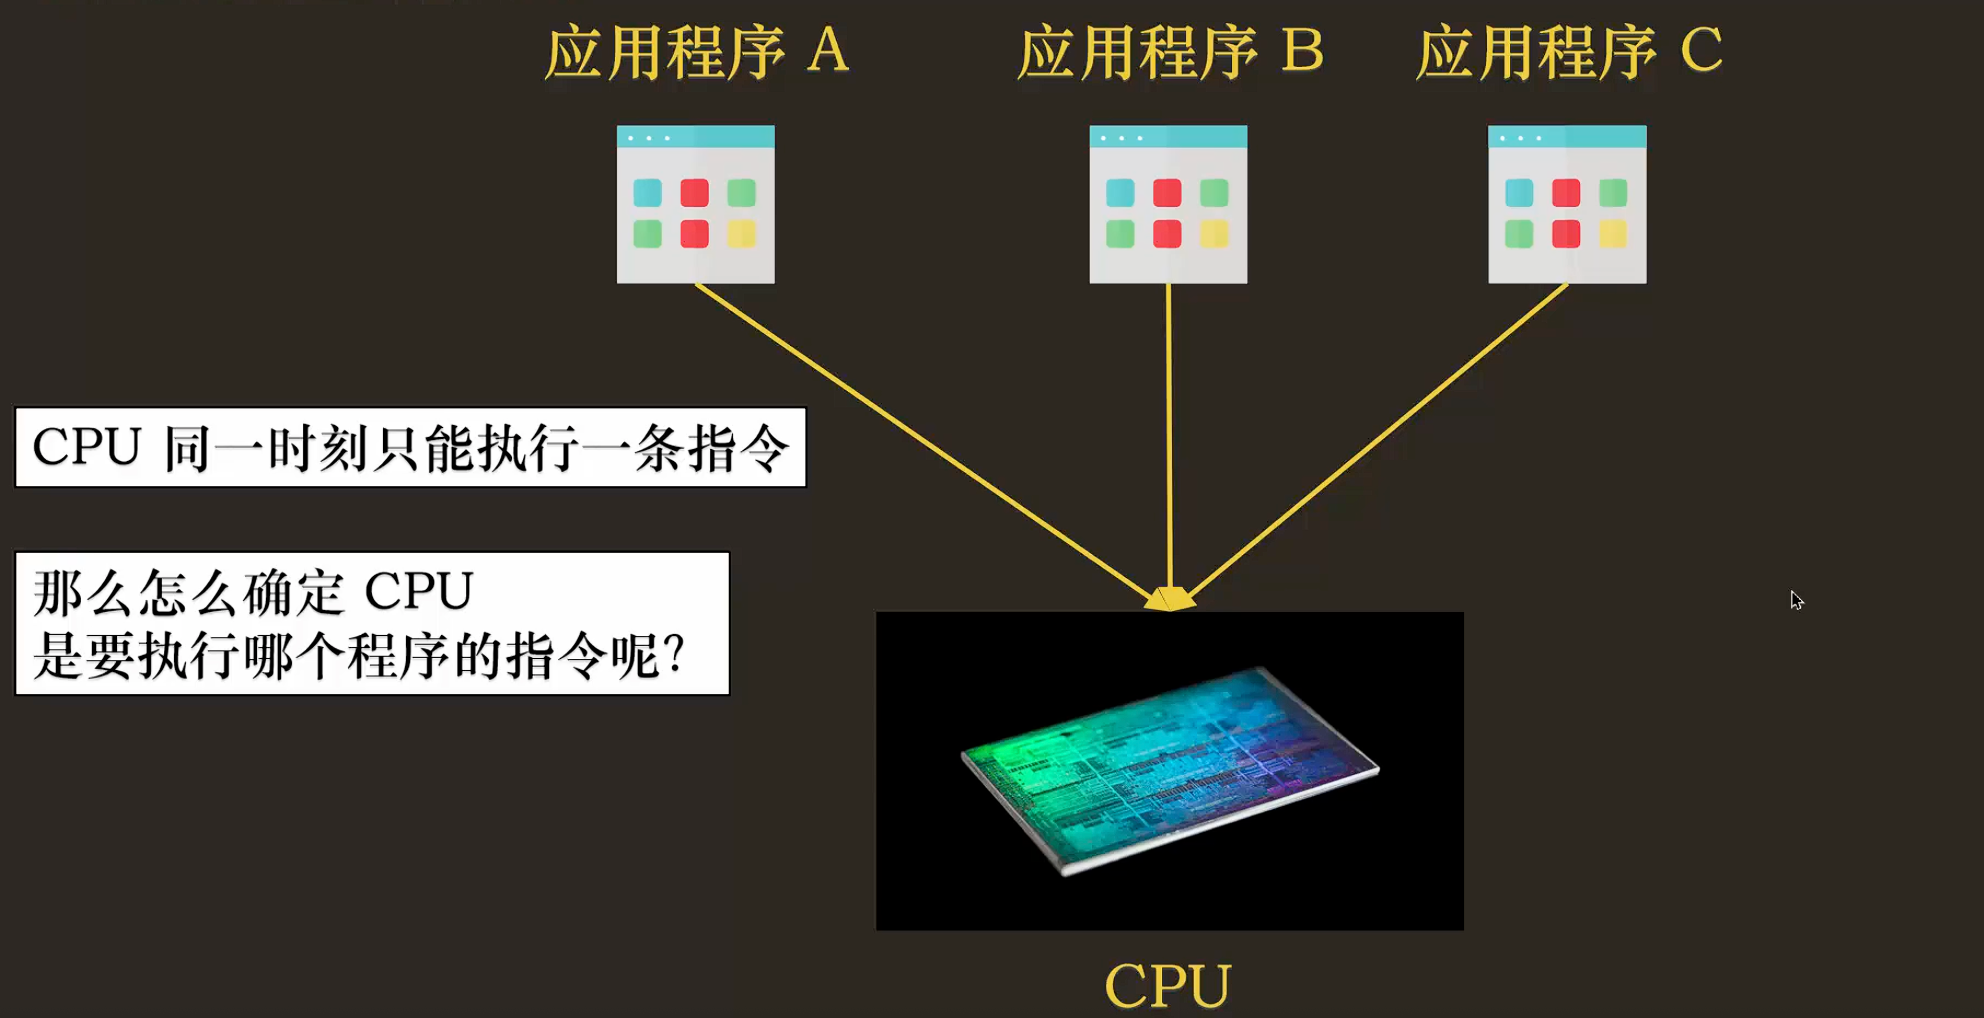 应用程序 A
应用程序 B
应用程序 C
CPU 同一时刻只能执行一条指令
那么怎么确定 CPU
是要执行哪个程序的指令呢?
CPU